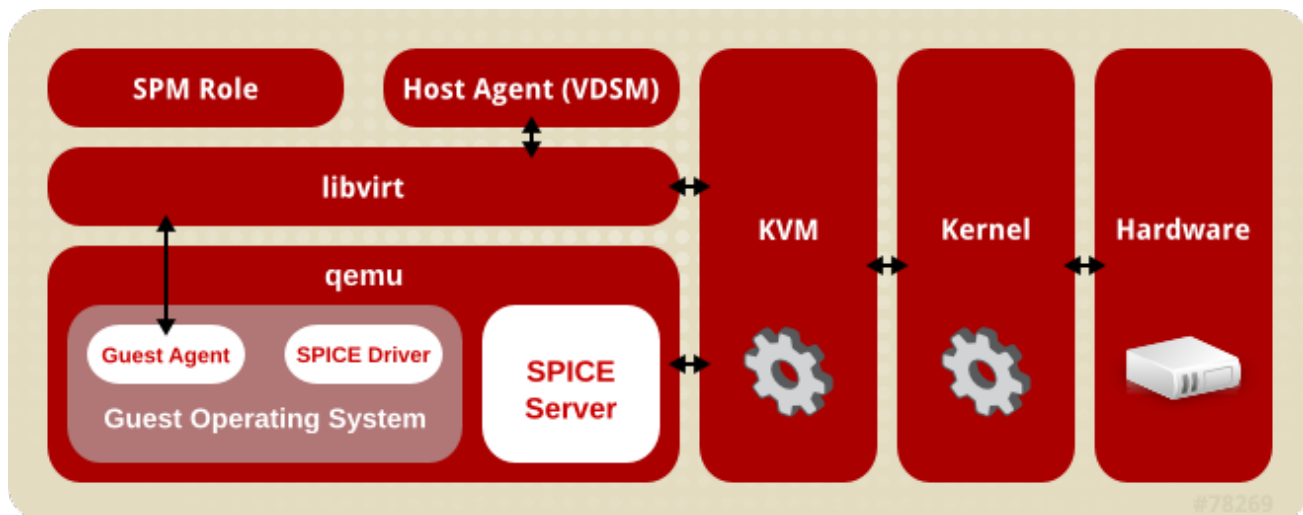 SPM Role
Host Agent (VDSM)
libvirt
qemu
Guest Agent
SPICE Driver
Guest Operating System
SPICE
Server
KVM
Kernel
Hardware
#78269